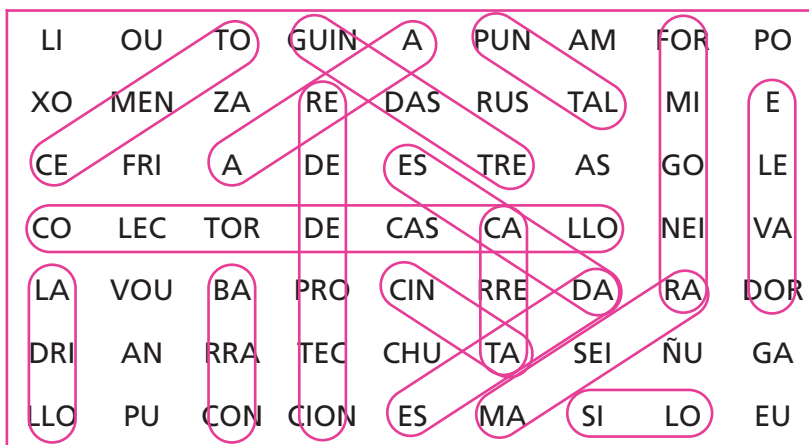 LI OU TO GUIN A PUN AM FOR PO
XO MEN ZA RE DAS RUS TAL MI E
CE FRI A DE ES TRE AS GO LE
CO LEC TOR DE CAS CA LLO NEI VA
LA VOU BA PRO CIN RRE DA RA DOR
DRI AN RRA TEC CHU TA SEI ÑU GA
LLO PU CON CION ES MA SI LO EU